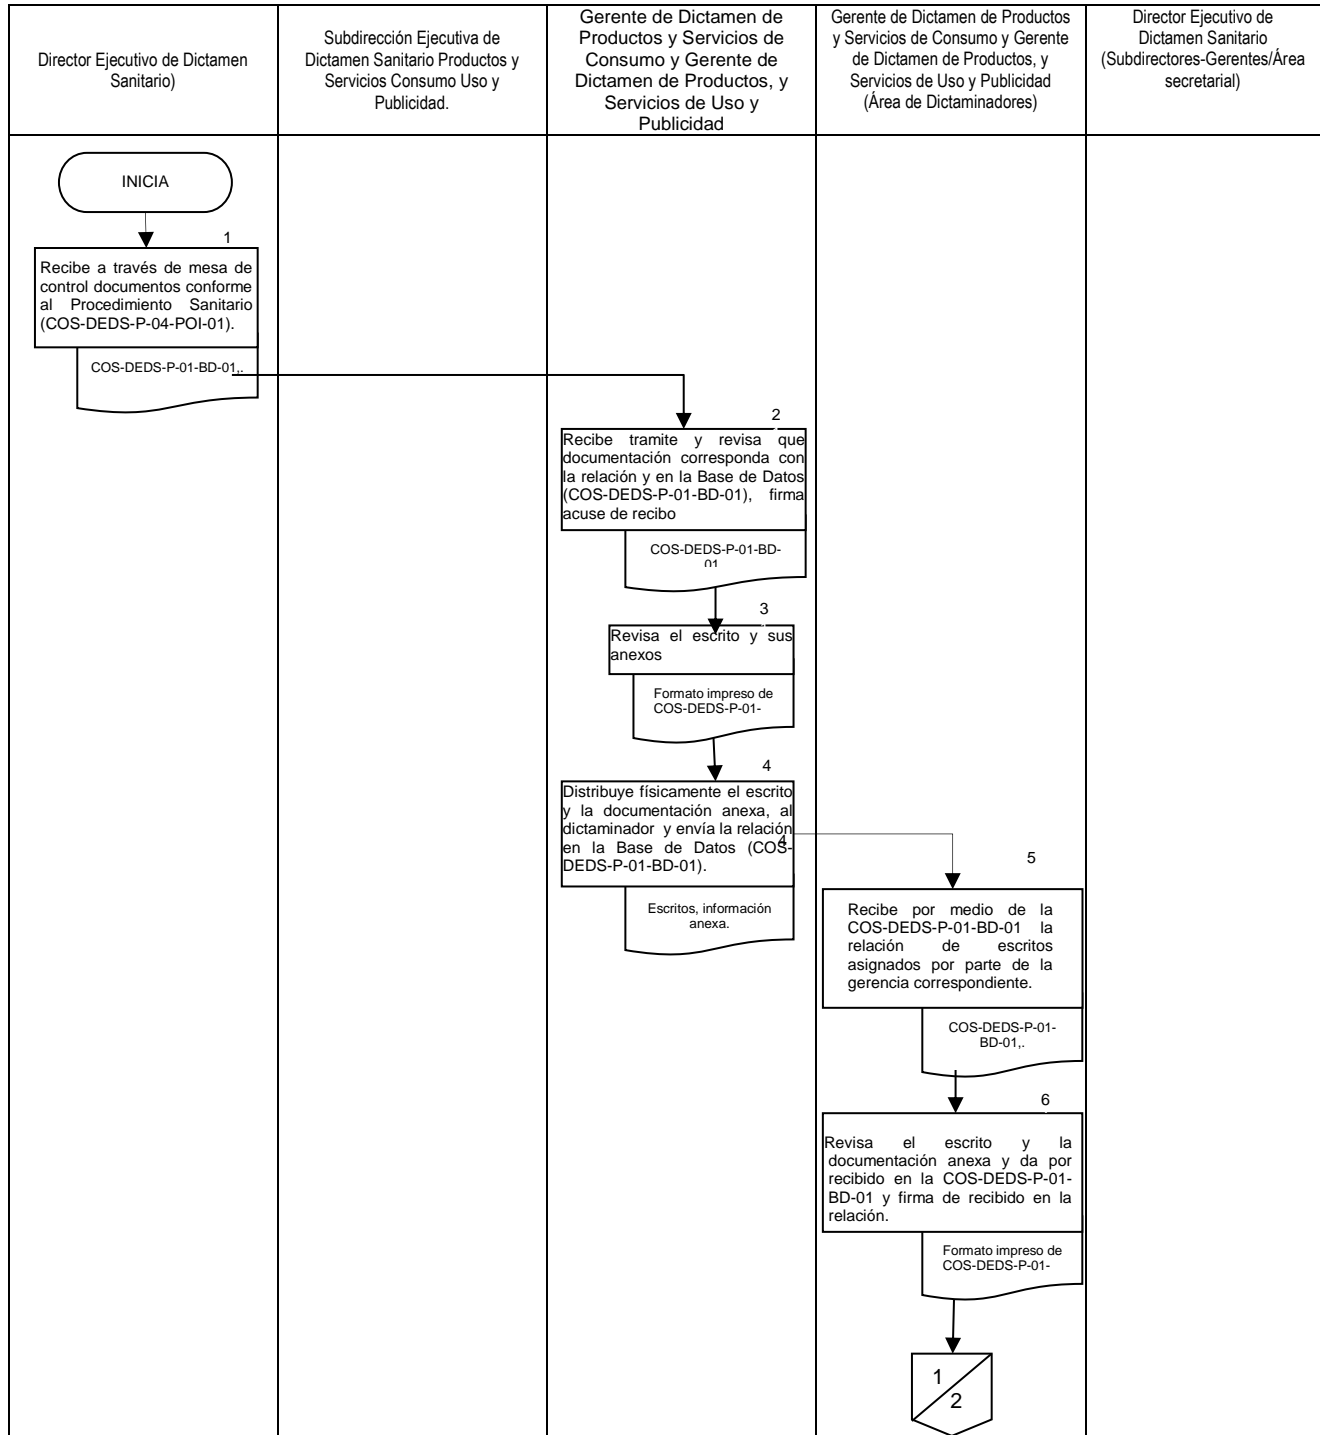 Director Ejecutivo de Dictamen
Sanitario)
Subdirección Ejecutiva de
Dictamen Sanitario Productos y
Servicios Consumo Uso y
Publicidad.
Gerente de Dictamen de
Productos y Servicios de
Consumo y Gerente de
Dictamen de Productos, y
Servicios de Uso y
Publicidad
Gerente de Dictamen de Productos
y Servicios de Consumo y Gerente
de Dictamen de Productos, y
Servicios de Uso y Publicidad
(Área de Dictaminadores)
Director Ejecutivo de
Dictamen Sanitario
(Subdirectores-Gerentes/Área
secretarial)
INICIA
1
Recibe a través de mesa de
control documentos conforme
al Procedimiento Sanitario
(COS-DEDS-P-04-POI-01).
COS-DEDS-P-01-BD-01,.
2
Recibe tramite y revisa que
documentación corresponda con
la relación y en la Base de Datos
(COS-DEDS-P-01-BD-01), firma
acuse de recibo
COS-DEDS-P-01-BD-
01
3
Revisa el escrito y sus
anexos
Formato impreso de
COS-DEDS-P-01-
4
Distribuye físicamente el escrito
y la documentación anexa, al
dictaminador y envía la relación
en la Base de Datos (COS-
DEDS-P-01-BD-01).
4
Escritos, información
anexa.
5
Recibe por medio de la
COS-DEDS-P-01-BD-01 la
relación de escritos
asignados por parte de la
gerencia correspondiente.
COS-DEDS-P-01-
BD-01,.
6
Revisa el escrito y la
documentación anexa y da por
recibido en la COS-DEDS-P-01-
BD-01 y firma de recibido en la
relación.
Formato impreso de
COS-DEDS-P-01-
1
2